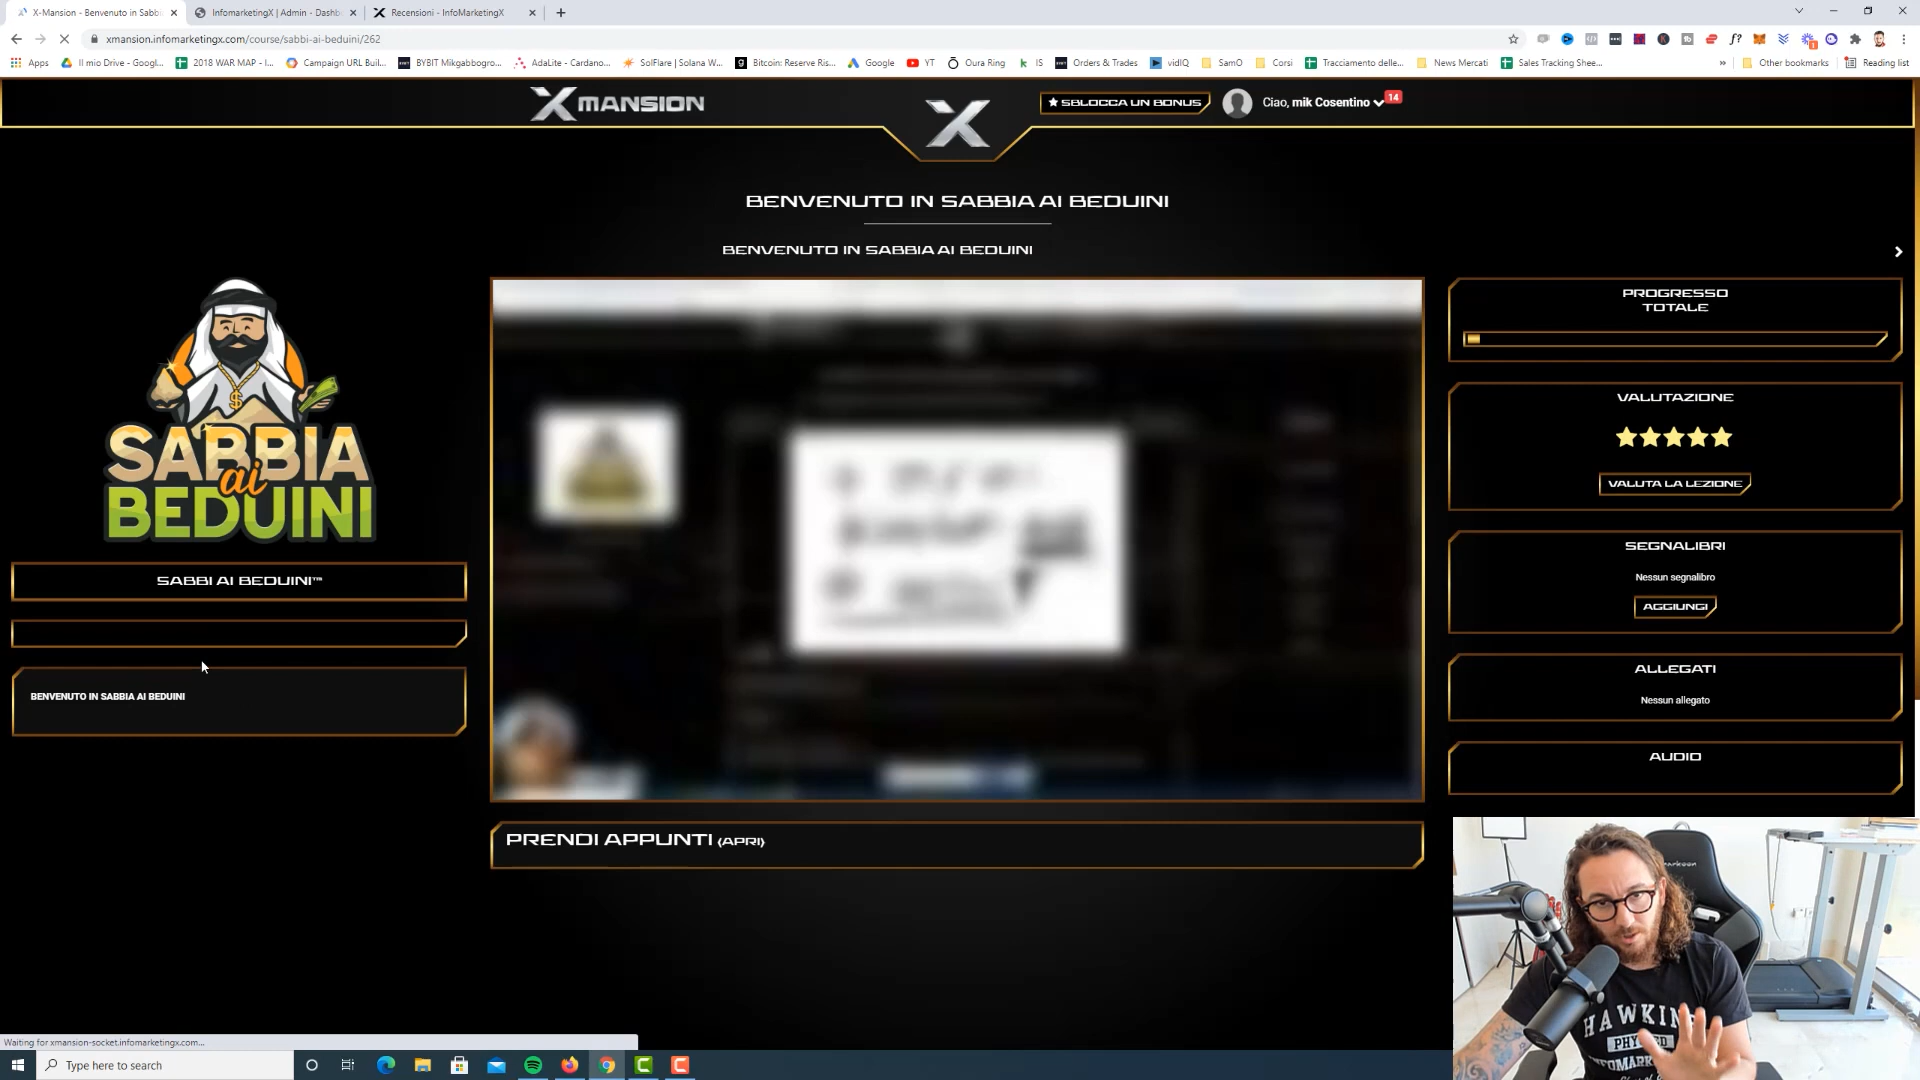 X-Mansion - Benvenuto in Sabbi
InfomarketingX | Admin - Dashb
Recensioni - InfoMarketingX
xmansion.infomarketingx.com/course/sabbi-ai-beduini/262
Apps
Il mio Drive - Googl...
2018 WAR MAP - I...
Campaign URL Buil...
BYBIT Mikgabbogro...
AdaLite - Cardano...
SolFlare | Solana W...
Bitcoin: Reserve Ris...
Google
YT
Oura Ring
IS
Orders & Trades
vidIQ
SamO
Corsi
Tracciamento delle...
News Mercati
Sales Tracking Shee...
Other bookmarks
Reading list
XMANSION
X
SBLOCCA UN BONUS
Ciao, mik Cosentino
14
BENVENUTO IN SABBIA AI BEDUINI
BENVENUTO IN SABBIA AI BEDUINI
SABBIA
ai
BEDUINI
SABBI AI BEDUINI™
BENVENUTO IN SABBIA AI BEDUINI
PRENDI APPUNTI (APRI)
PROGRESSO
TOTALE
VALUTAZIONE
VALUTA LA LEZIONE
SEGNALIBRI
Nessun segnalibro
AGGIUNGI
ALLEGATI
Nessun allegato
AUDIO
HAWKIN
Waiting for xmansion-socket.infomarketingx.com...
Type here to search